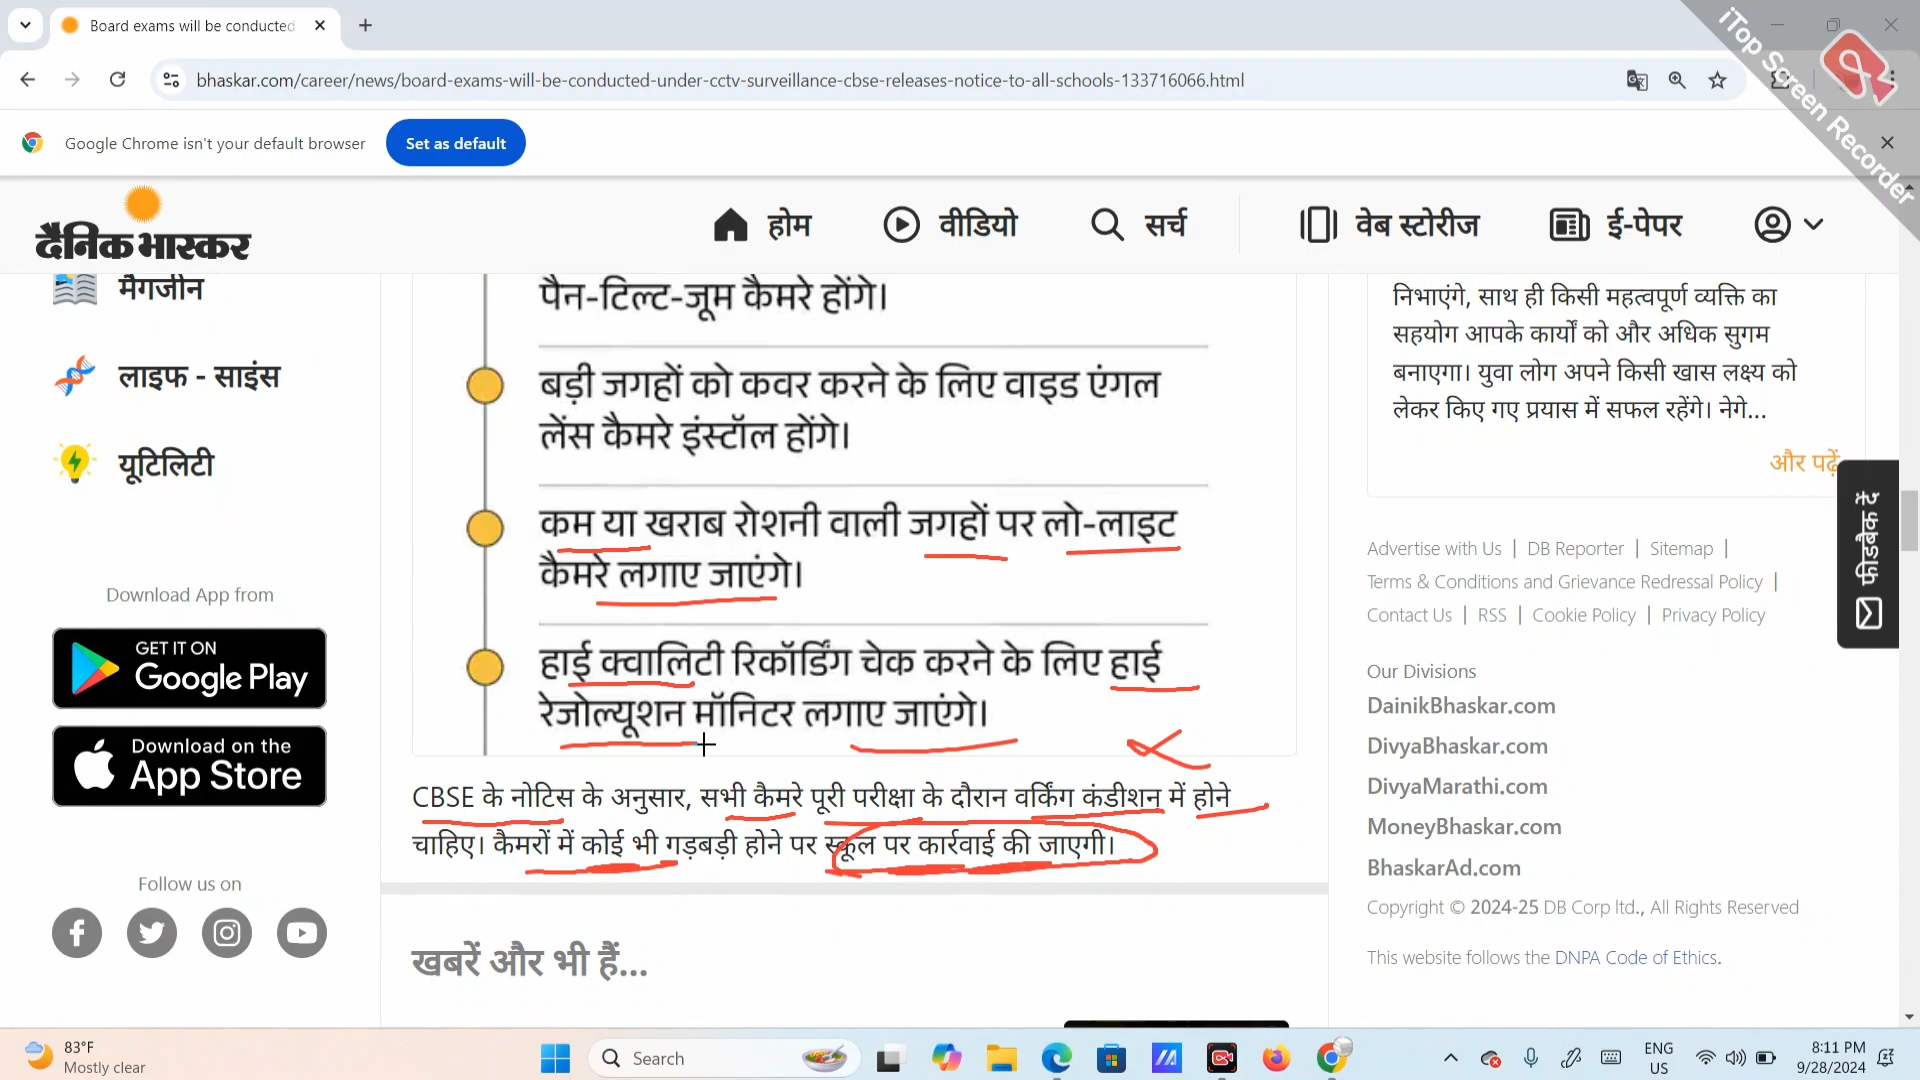 Board exams will be conducted
bhaskar.com/career/news/board-exams-will-be-conducted-under-cctv-surveillance-cbse-releases-notice-to-all-schools-133716066.html
iTop Screen Recorder
Google Chrome isn't your default browser
Set as default
दैनिक भास्कर
होम
वीडियो
सर्च
वेब स्टोरीज
ई-पेपर
मैगजीन
लाइफ - साइंस
यूटिलिटी
Download App from
GET IT ON
Google Play
Download on the
App Store
Follow us on
पैन-टिल्ट-जूम कैमरे होंगे।
बड़ी जगहों को कवर करने के लिए वाइड एंगल
लेंस कैमरे इंस्टॉल होंगे।
कम या खराब रोशनी वाली जगहों पर लो-लाइट
कैमरे लगाए जाएंगे।
हाई क्वालिटी रिकॉर्डिंग चेक करने के लिए हाई
रेजोल्यूशन मॉनिटर लगाए जाएंगे।
CBSE के नोटिस के अनुसार, सभी कैमरे पूरी परीक्षा के दौरान वर्किंग कंडीशन में होने
चाहिए। कैमरों में कोई भी गड़बड़ी होने पर स्कूल पर कार्रवाई की जाएगी।
खबरें और भी हैं...
निभाएंगे, साथ ही किसी महत्वपूर्ण व्यक्ति का
सहयोग आपके कार्यों को और अधिक सुगम
बनाएगा। युवा लोग अपने किसी खास लक्ष्य को
लेकर किए गए प्रयास में सफल रहेंगे। नेगे...
और पढ़ें
फीडबैक दें
Advertise with Us | DB Reporter | Sitemap |
Terms & Conditions and Grievance Redressal Policy |
Contact Us | RSS | Cookie Policy | Privacy Policy
Our Divisions
DainikBhaskar.com
DivyaBhaskar.com
DivyaMarathi.com
MoneyBhaskar.com
BhaskarAd.com
Copyright © 2024-25 DB Corp ltd., All Rights Reserved
This website follows the DNPA Code of Ethics.
83°F
Mostly clear
Search
ENG
US
8:11 PM
9/28/2024